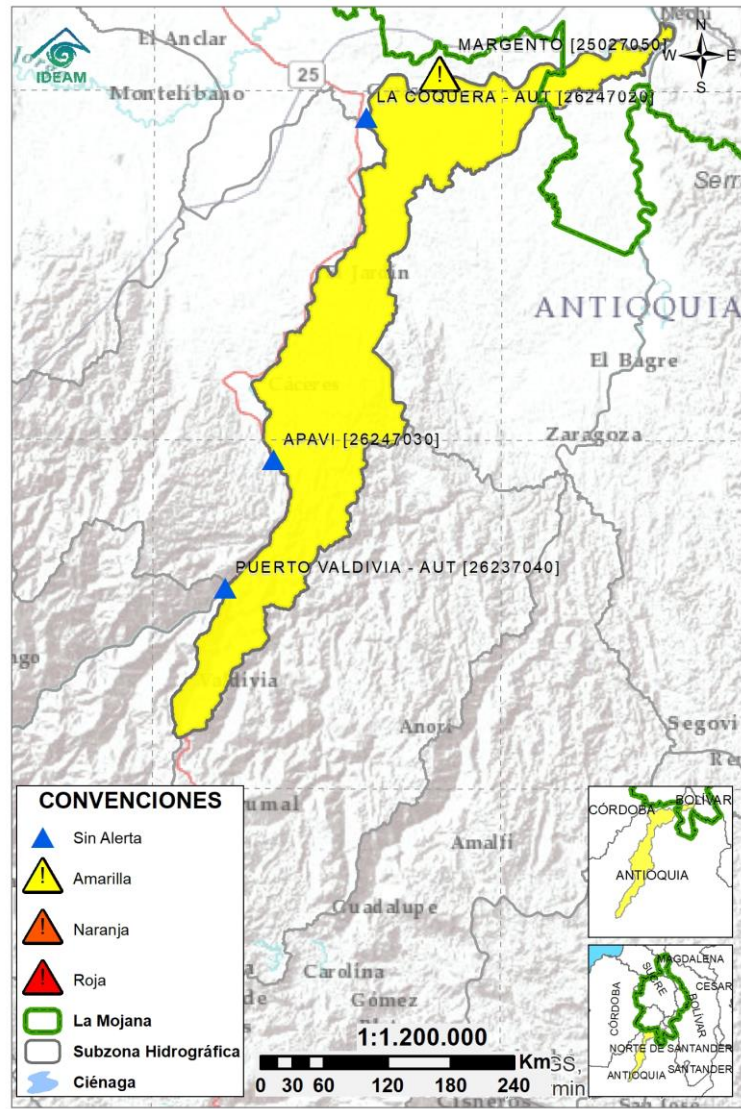 Nechí
El Anclar
MARGENTO [25027050]
N
W E
S
IDEAM
25
Montelíbano
LA COQUERA - AUT [26247020]
El Jardín
ANTIOQUIA
El Bagre
Cáceres
APAVI [26247030]
Zaragoza
PUERTO VALDIVIA - AUT [26237040]
Valdivia
Anorí
CONVENCIONES
Sin Alerta
Amarilla
Naranja
Roja
La Mojana
Subzona Hidrográfica
Ciénaga
Amalfi
Guadalupe
Carolina
Gómez
1:1.200.000
Km
0 30 60 120 180 240
Cisneros
CÓRDOBA
BOLÍVAR
ANTIOQUIA
MAGDALENA
SUCRE
CESAR
CÓRDOBA
BOLÍVAR
NORTE DE SANTANDER
ANTIOQUIA
SANTANDER